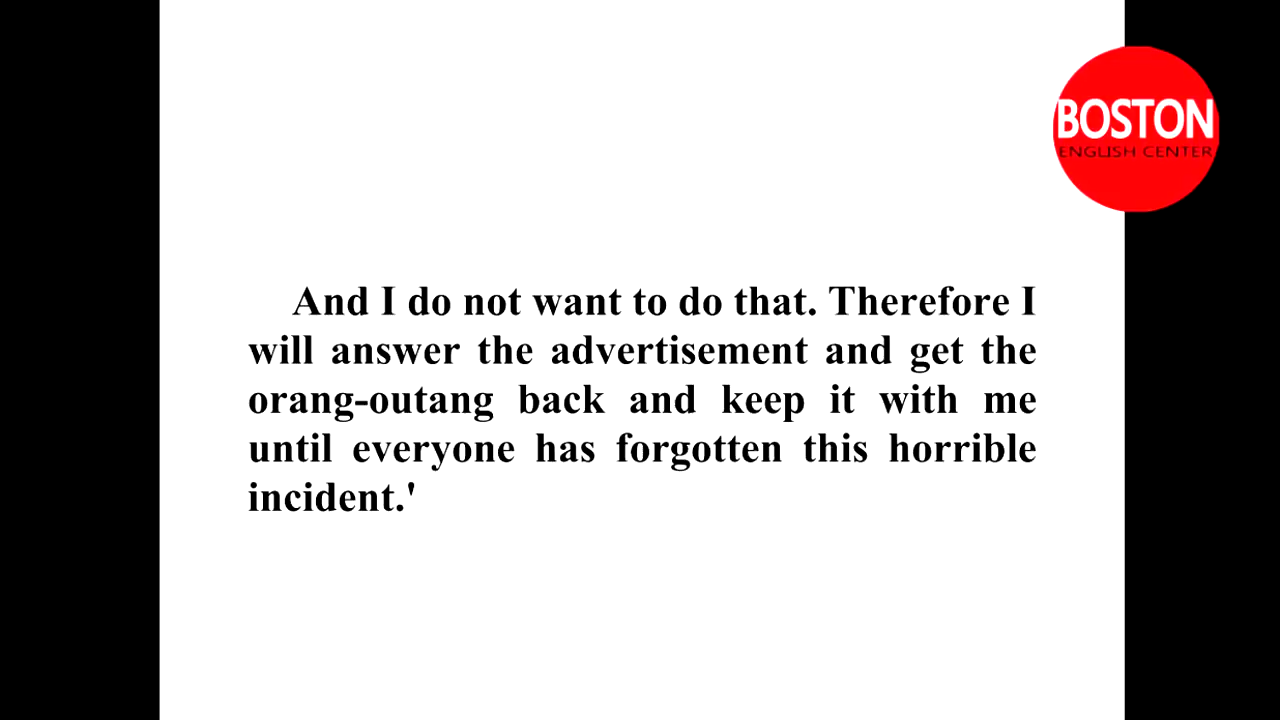 BOSTON
ENGLISH CENTER
And I do not want to do that. Therefore I
will answer the advertisement and get the
orang-outang back and keep it with me
until everyone has forgotten this horrible
incident.'